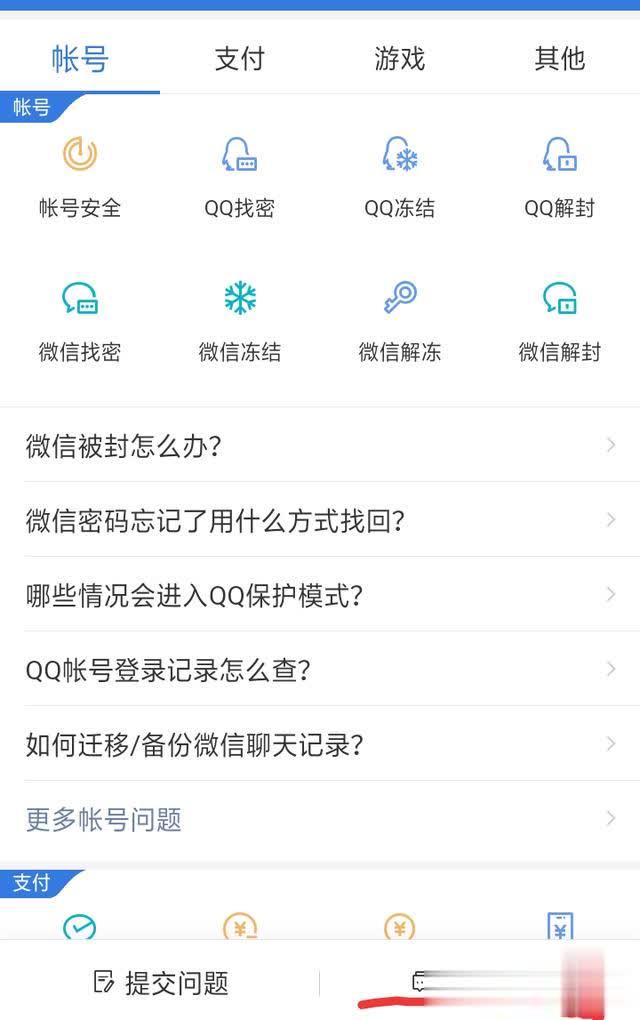 帐号 支付 游戏 其他
帐号
帐号安全 QQ找密 QQ冻结 QQ解封
微信找密 微信冻结 微信解冻 微信解封
微信被封怎么办？
微信密码忘记了用什么方式找回？
哪些情况会进入QQ保护模式？
QQ帐号登录记录怎么查？
如何迁移/备份微信聊天记录？
更多帐号问题
支付
提交问题